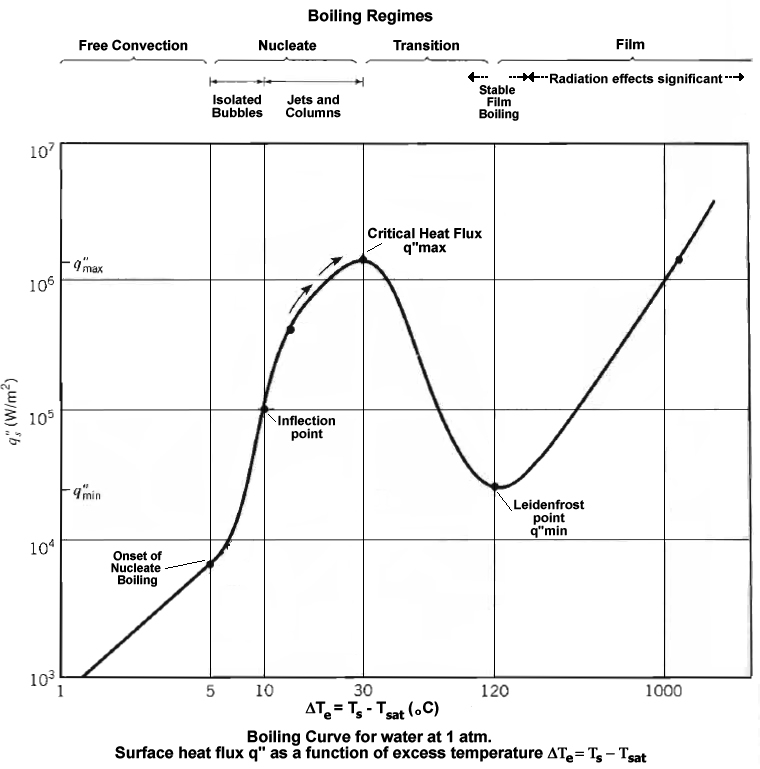 Boiling Regimes
Free Convection Nucleate Transition Film
Isolated
Bubbles
Jets and
Columns
Stable
Film
Boiling
Radiation effects significant
10⁷
Critical Heat Flux
q"max
q"max
10⁶
q"s (W/m²)
10⁵
Inflection
point
q"min
Leidenfrost
point
q"min
10⁴
Onset of
Nucleate
Boiling
10³
1 5 10 30 120 1000
ΔTe = Ts - Tsat (oC)
Boiling Curve for water at 1 atm.
Surface heat flux q" as a function of excess temperature ΔTe = Ts − Tsat